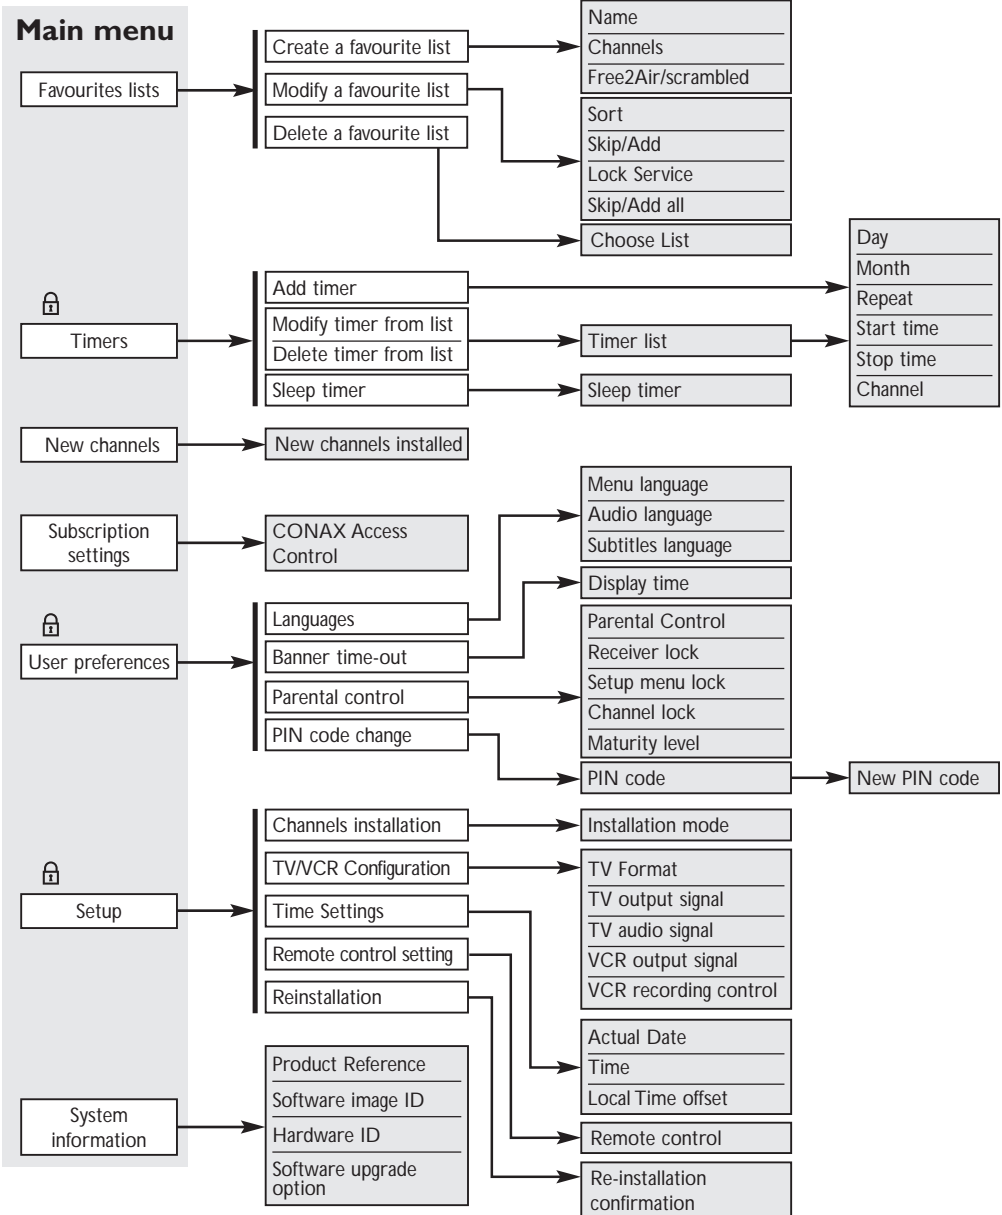 Main menu
Favourites lists
Create a favourite list
Modify a favourite list
Delete a favourite list
Name
Channels
Free2Air/scrambled
Sort
Skip/Add
Lock Service
Skip/Add all
Choose List
Timers
Add timer
Modify timer from list
Delete timer from list
Sleep timer
Timer list
Sleep timer
Day
Month
Repeat
Start time
Stop time
Channel
New channels
New channels installed
Subscription
settings
CONAX Access
Control
User preferences
Languages
Banner time-out
Parental control
PIN code change
Menu language
Audio language
Subtitles language
Display time
Parental Control
Receiver lock
Setup menu lock
Channel lock
Maturity level
PIN code
New PIN code
Setup
Channels installation
TV/VCR Configuration
Time Settings
Remote control setting
Reinstallation
Installation mode
TV Format
TV output signal
TV audio signal
VCR output signal
VCR recording control
Actual Date
Time
Local Time offset
Remote control
Re-installation
confirmation
System
information
Product Reference
Software image ID
Hardware ID
Software upgrade
option